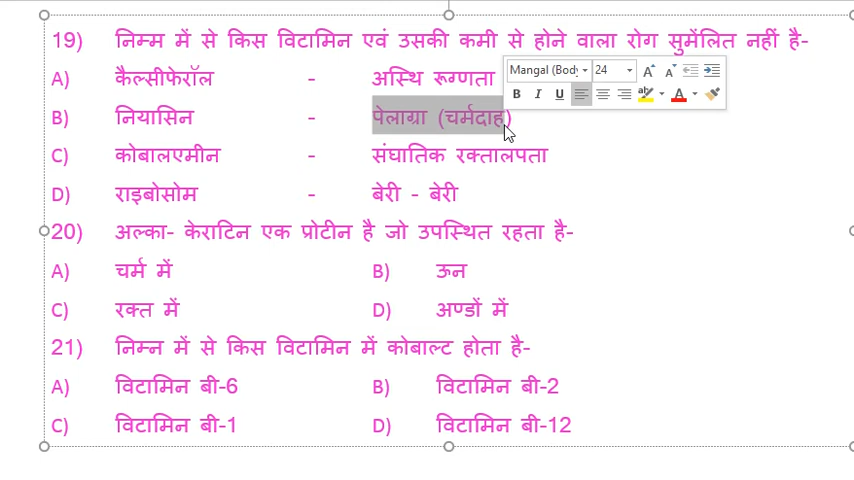 19) निम्म में से किस विटामिन एवं उसकी कमी से होने वाला रोग सुमेंलित नहीं है-
Mangal (Body 24
A) कैल्सीफेरॉल - अस्थि रूग्णता
B I U ab A
B) नियासिन - पेलाग्रा (चर्मदाह)
C) कोबालएमीन - संघातिक रक्तालपता
D) राइबोसोम - बेरी - बेरी
20) अल्का- केराटिन एक प्रोटीन है जो उपस्थित रहता है-
A) चर्म में B) ऊन
C) रक्त में D) अण्डों में
21) निम्न में से किस विटामिन में कोबाल्ट होता है-
A) विटामिन बी-6 B) विटामिन बी-2
C) विटामिन बी-1 D) विटामिन बी-12